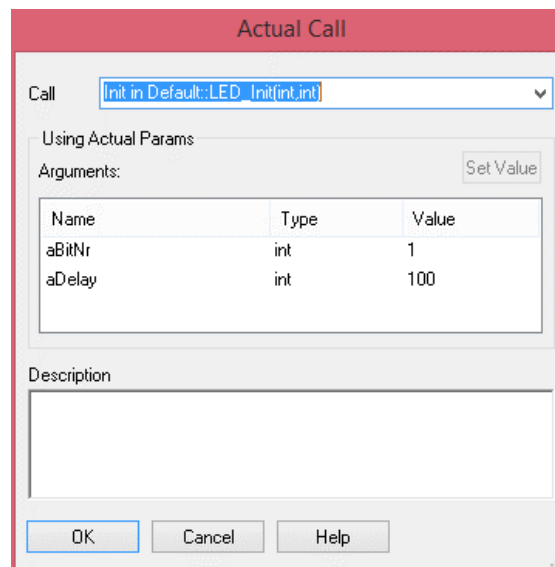 Actual Call
Call Init in Default::LED_Init(int,int)
Using Actual Params
Arguments: Set Value
Name Type Value
aBitNr int 1
aDelay int 100
Description
OK Cancel Help